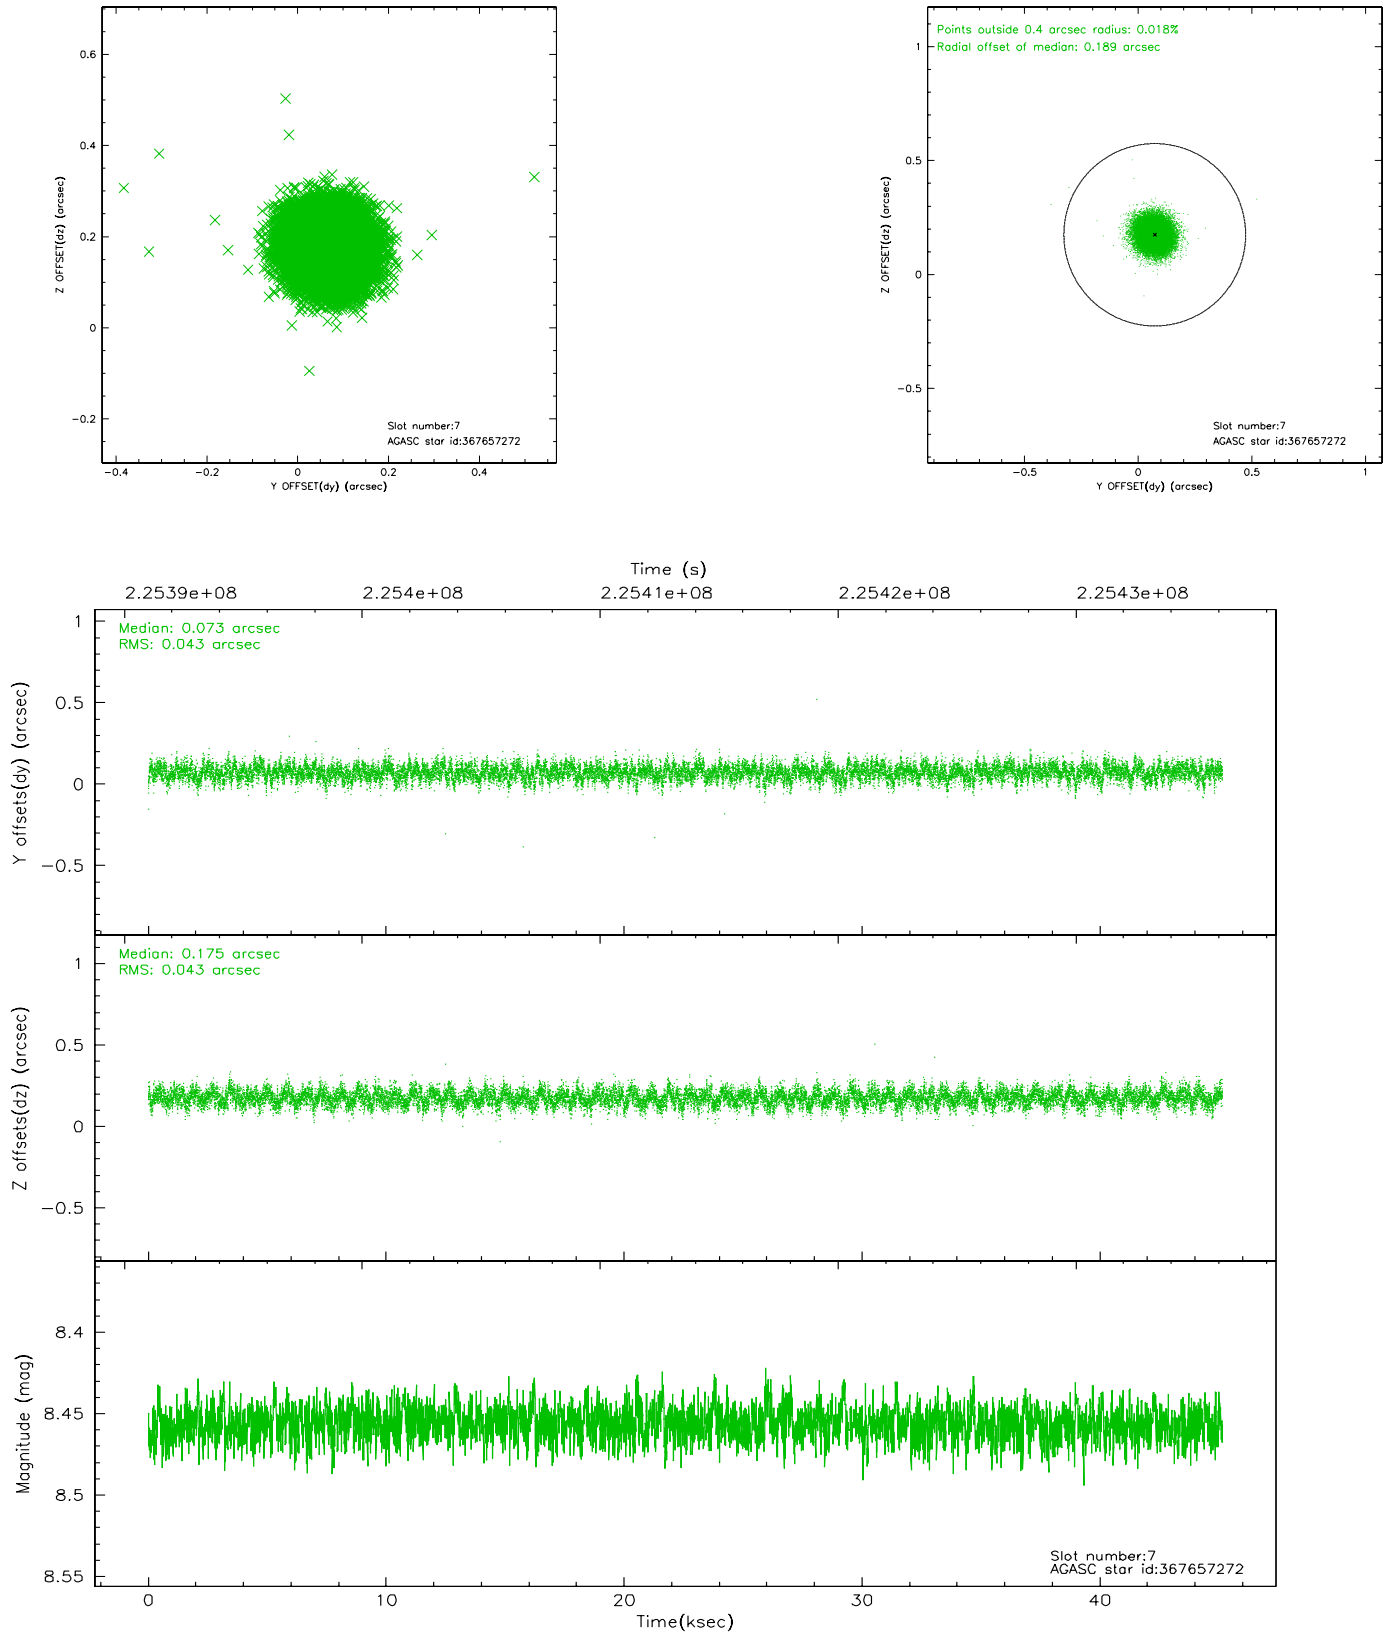 0.6
0.4
0.2
0
−0.2
Z OFFSET(dz) (arcsec)
Slot number:7
AGASC star id:367657272
−0.4 −0.2 0 0.2 0.4
Y OFFSET(dy) (arcsec)
Points outside 0.4 arcsec radius: 0.018%
Radial offset of median: 0.189 arcsec
1
0.5
0
−0.5
Z OFFSET(dz) (arcsec)
Slot number:7
AGASC star id:367657272
−0.5 0 0.5 1
Y OFFSET(dy) (arcsec)
Time (s)
2.2539e+08 2.254e+08 2.2541e+08 2.2542e+08 2.2543e+08
Median: 0.073 arcsec
RMS: 0.043 arcsec
1
0.5
0
−0.5
Y offsets(dy) (arcsec)
Median: 0.175 arcsec
RMS: 0.043 arcsec
1
0.5
0
−0.5
Z offsets(dz) (arcsec)
8.4
8.45
8.5
8.55
Magnitude (mag)
Slot number:7
AGASC star id:367657272
0 10 20 30 40
Time(ksec)